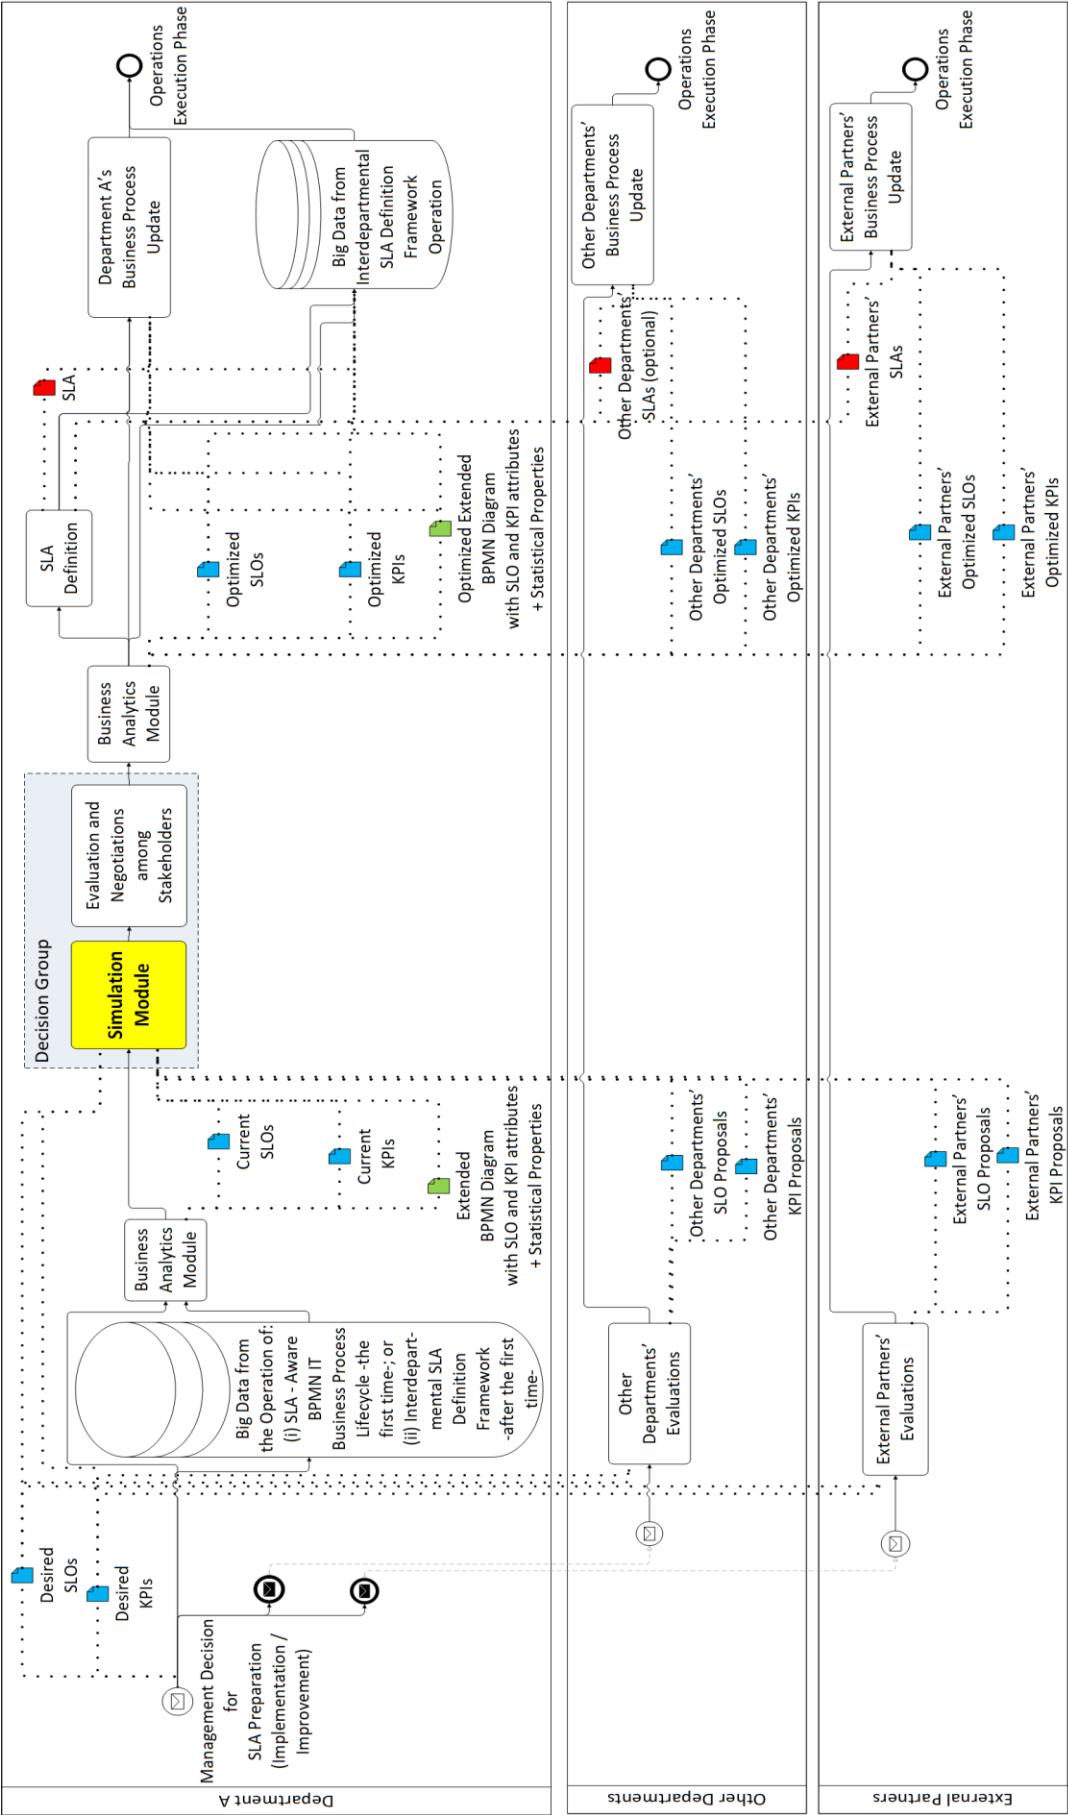 Department A
Management Decision
for
SLA Preparation
(Implementation /
Improvement)
Desired
SLOs
Desired
KPIs
Big Data from
the Operation of:
(i) SLA - Aware
BPMN IT
Business Process
Lifecycle -the
first time-; or
(ii) Interdepart-
mental SLA
Definition
Framework
-after the first
time-
Business
Analytics
Module
Current
SLOs
Current
KPIs
Extended
BPMN Diagram
with SLO and KPI attributes
+ Statistical Properties
Decision Group
Simulation
Module
Evaluation and
Negotiations
among
Stakeholders
Business
Analytics
Module
SLA
Definition
Optimized
SLOs
Optimized
KPIs
Optimized Extended
BPMN Diagram
with SLO and KPI attributes
+ Statistical Properties
SLA
Department A's
Business Process
Update
Big Data from
Interdepartmental
SLA Definition
Framework
Operation
Operations
Execution Phase
Other Departments
Other
Departments'
Evaluations
Other Departments'
SLO Proposals
Other Departments'
KPI Proposals
Other Departments'
Optimized SLOs
Other Departments'
Optimized KPIs
Other Departments'
SLAs (optional)
Other Departments'
Business Process
Update
Operations
Execution Phase
External Partners
External Partners'
Evaluations
External Partners'
SLO Proposals
External Partners'
KPI Proposals
External Partners'
Optimized SLOs
External Partners'
Optimized KPIs
External Partners'
SLAs
External Partners'
Business Process
Update
Operations
Execution Phase